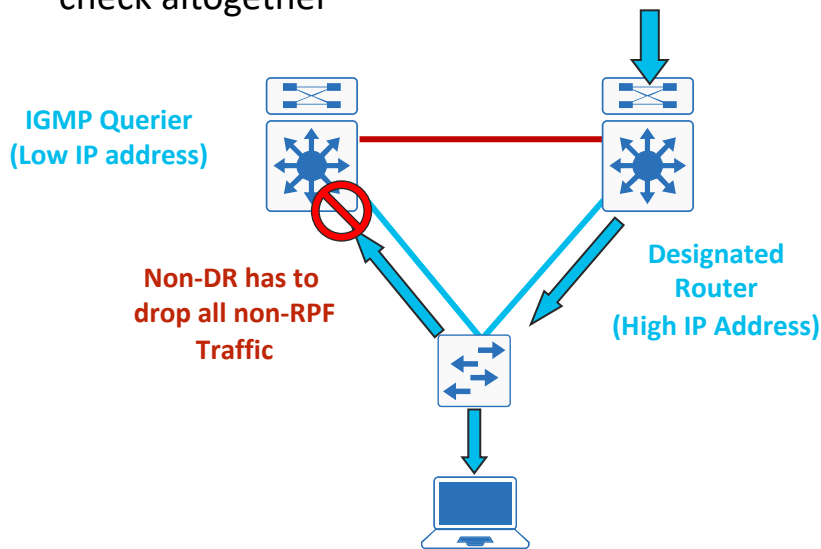 check altogether
IGMP Querier
(Low IP address)
Non-DR has to
drop all non-RPF
Traffic
Designated
Router
(High IP Address)